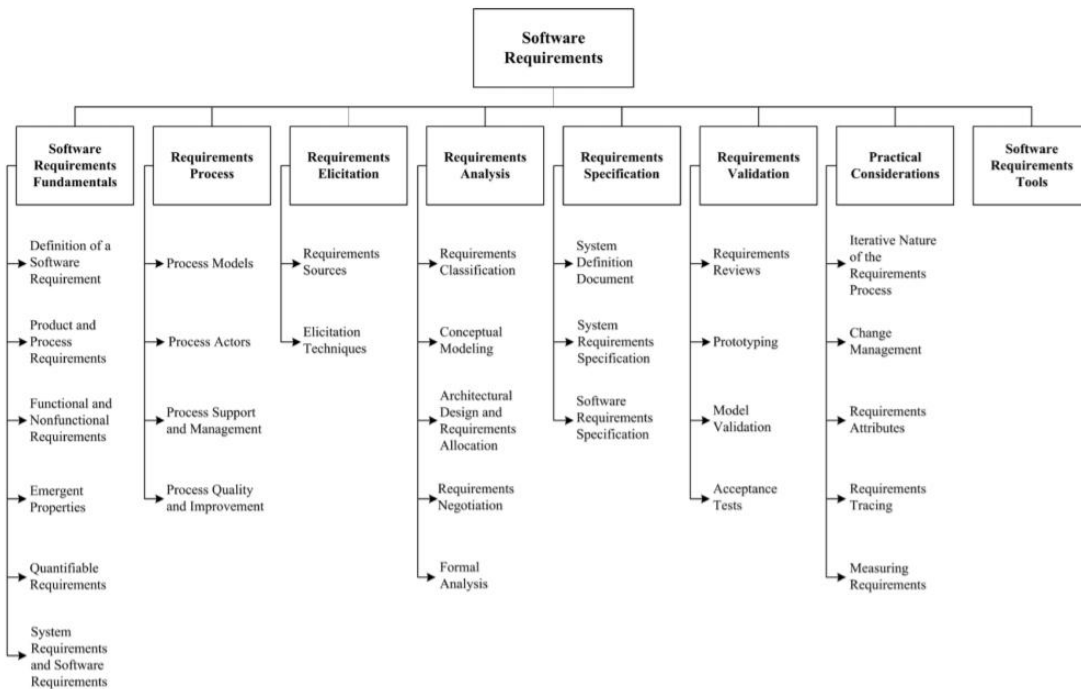 Software
Requirements
Software
Requirements
Fundamentals
Requirements
Process
Requirements
Elicitation
Requirements
Analysis
Requirements
Specification
Requirements
Validation
Practical
Considerations
Software
Requirements
Tools
Definition of a
Software
Requirement
Product and
Process
Requirements
Functional and
Nonfunctional
Requirements
Emergent
Properties
Quantifiable
Requirements
System
Requirements
and Software
Requirements
Process Models
Process Actors
Process Support
and Management
Process Quality
and Improvement
Requirements
Sources
Elicitation
Techniques
Requirements
Classification
Conceptual
Modeling
Architectural
Design and
Requirements
Allocation
Requirements
Negotiation
Formal
Analysis
System
Definition
Document
System
Requirements
Specification
Software
Requirements
Specification
Requirements
Reviews
Prototyping
Model
Validation
Acceptance
Tests
Iterative Nature
of the
Requirements
Process
Change
Management
Requirements
Attributes
Requirements
Tracing
Measuring
Requirements